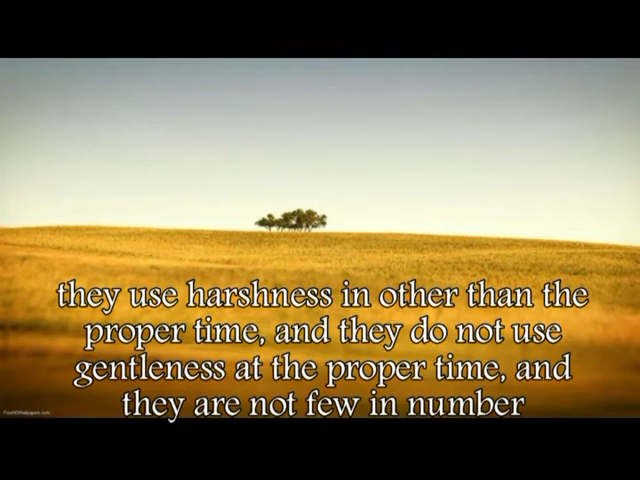 they use harshness in other than the
proper time, and they do not use
gentleness at the proper time, and
they are not few in number